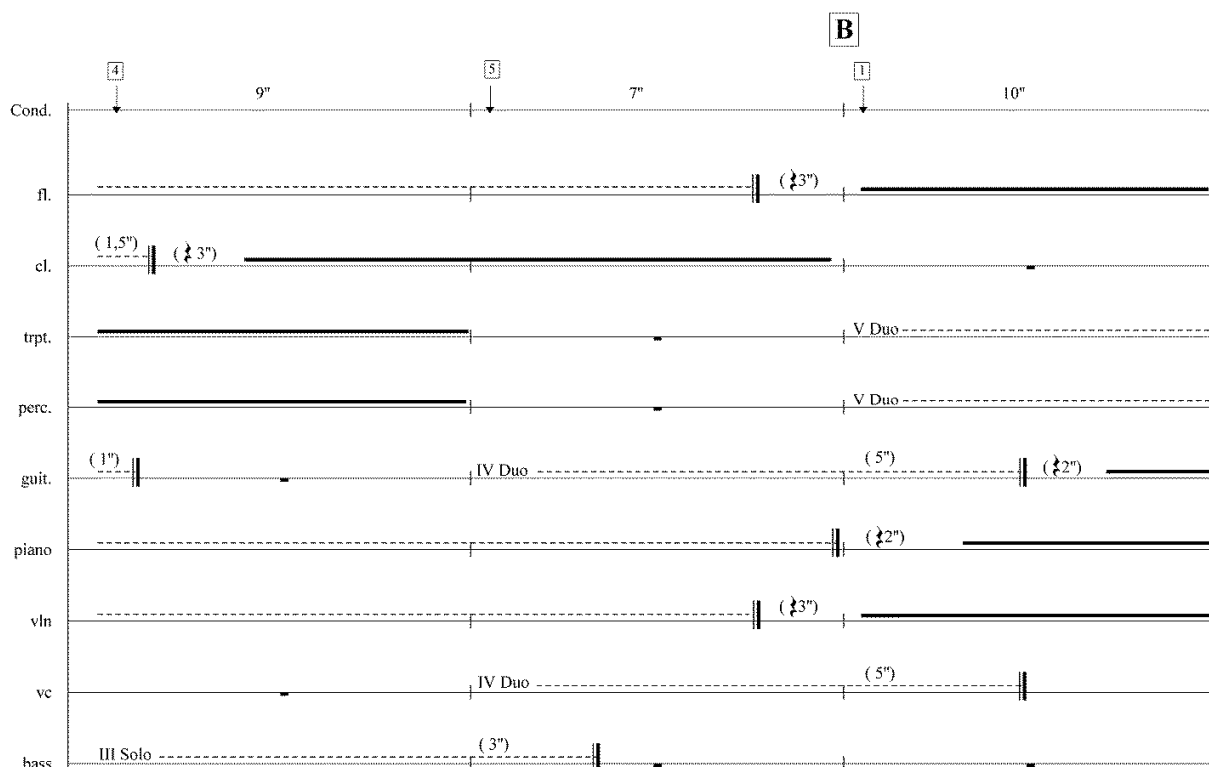 B
4 5 1
Cond. 9" 7" 10"
fl. ( 3")
cl. ( 1,5") ( 3")
trpt. V Duo
perc. V Duo
guit. ( 1") IV Duo ( 5") ( 2")
piano ( 2")
vln ( 3")
vc IV Duo ( 5")
bass III Solo ( 3")